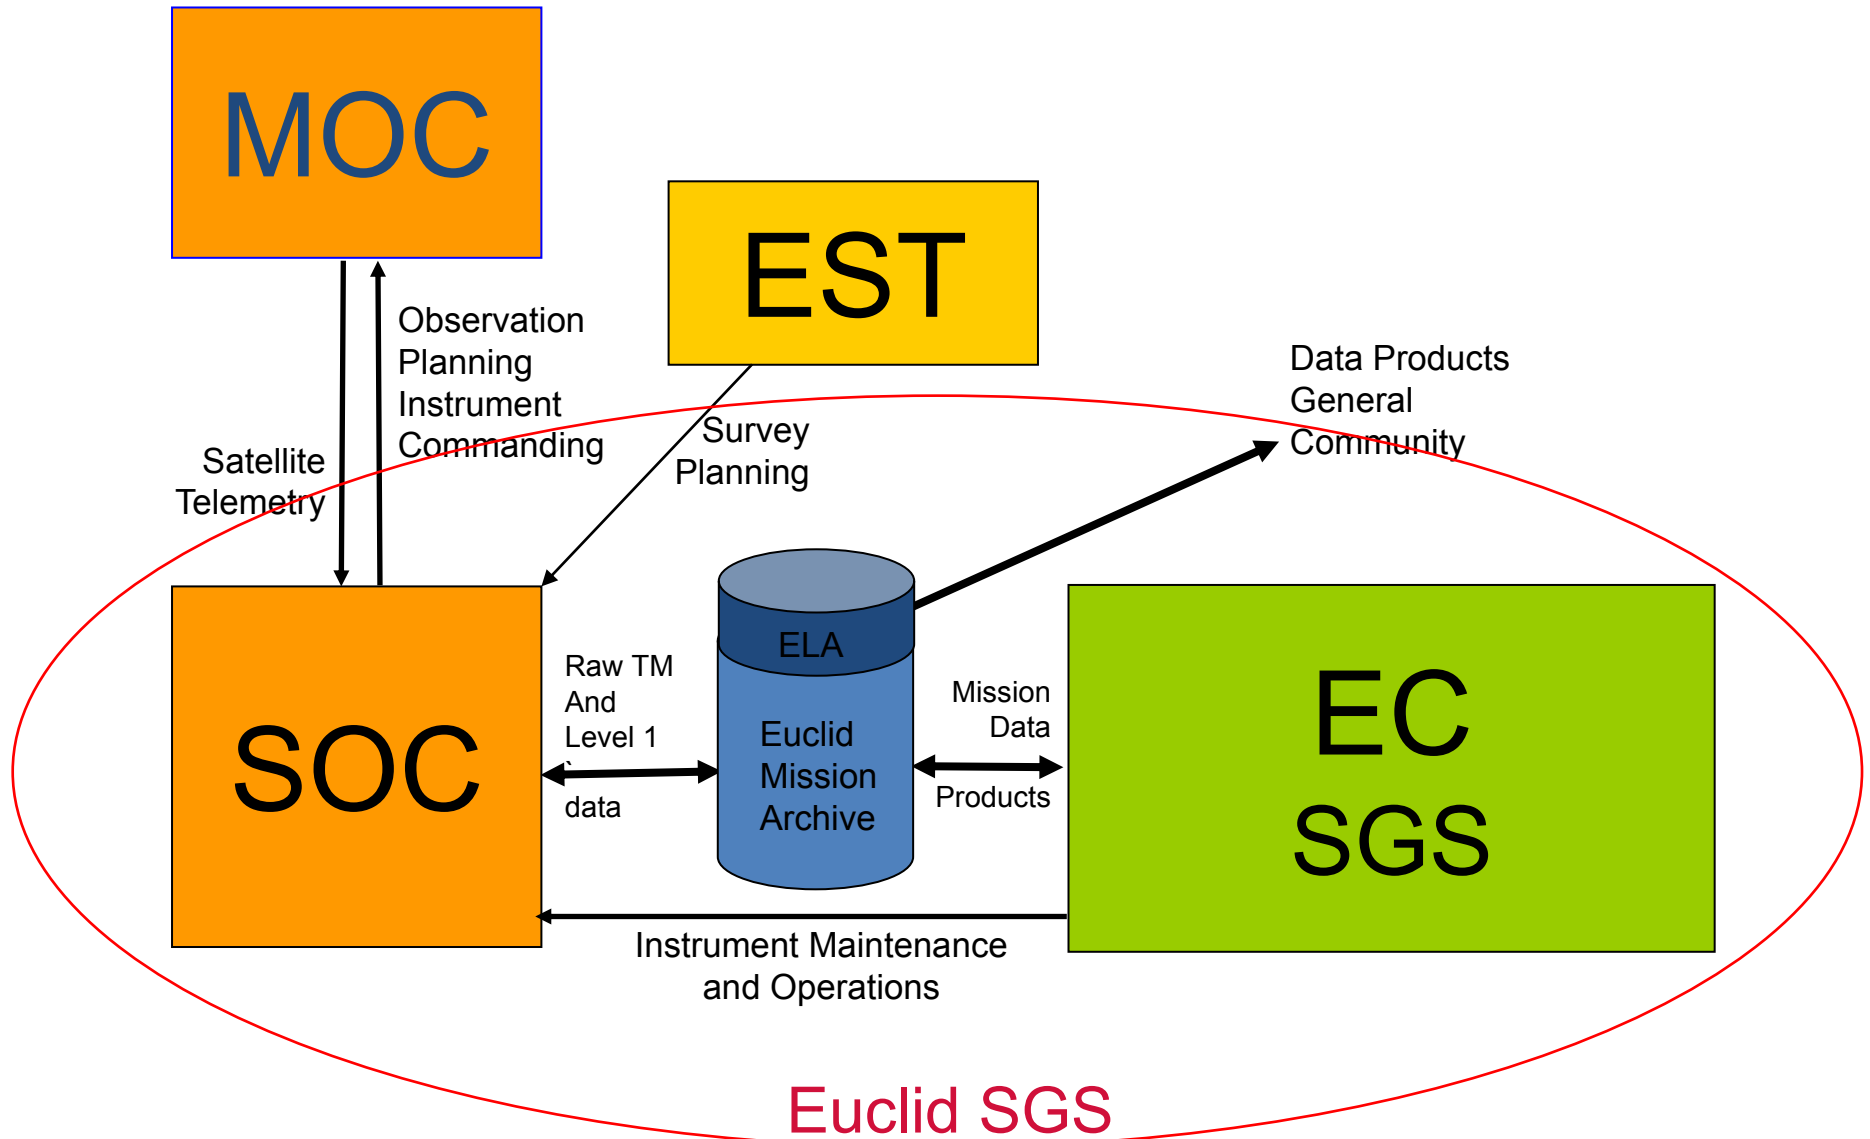 MOC
EST
Observation
Planning
Instrument
Commanding
Data Products
General
Community
Survey
Planning
Satellite
Telemetry
SOC
Raw TM
And
Level 1
`
data
ELA
Euclid
Mission
Archive
Mission
Data
Products
EC
SGS
Instrument Maintenance
and Operations
Euclid SGS